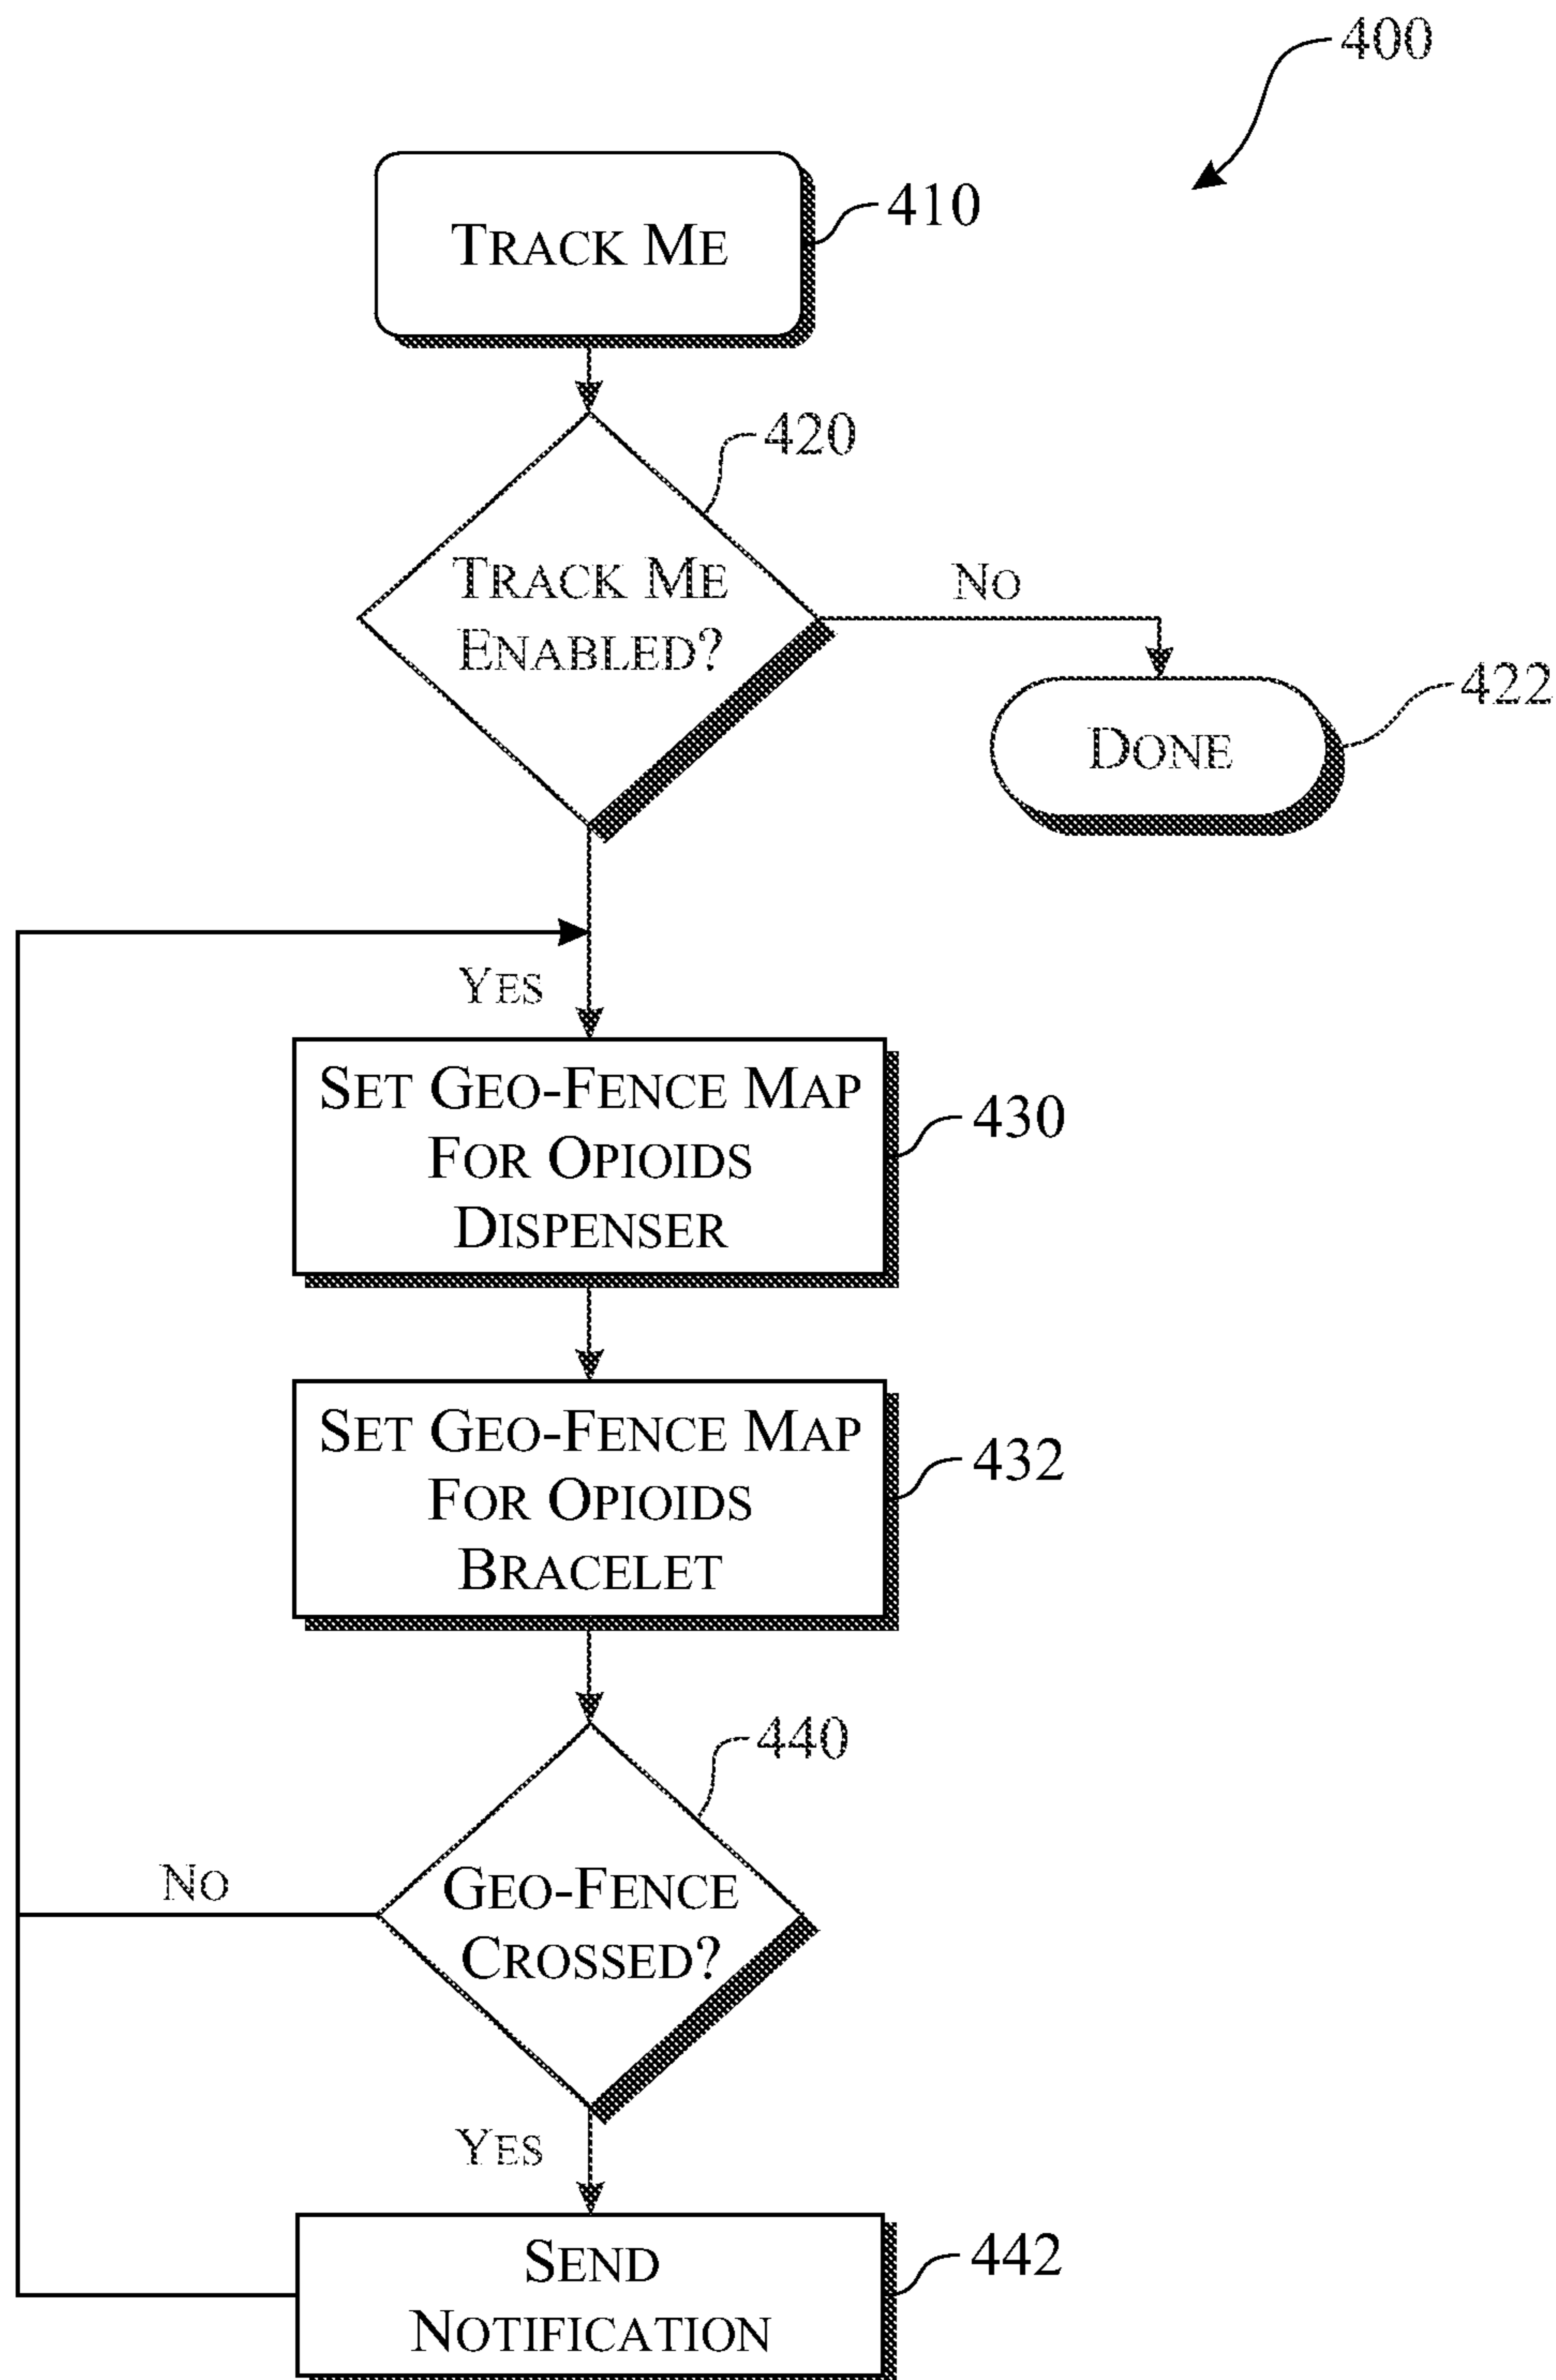 400
TRACK ME
410
420
TRACK ME
ENABLED?
NO
DONE
422
YES
SET GEO-FENCE MAP
FOR OPIOIDS
DISPENSER
430
SET GEO-FENCE MAP
FOR OPIOIDS
BRACELET
432
440
GEO-FENCE
CROSSED?
NO
YES
SEND
NOTIFICATION
442